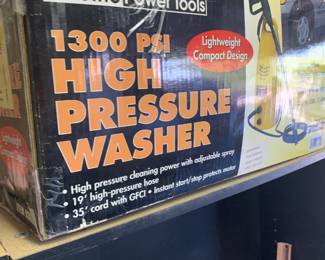 Power Tools
1300 PSI
HIGH
PRESSURE
WASHER
Lightweight
Compact Design
• High pressure cleaning power with adjustable spray
• 19' high-pressure hose
• 35' cord with GFCI • Instant start/stop protects motor